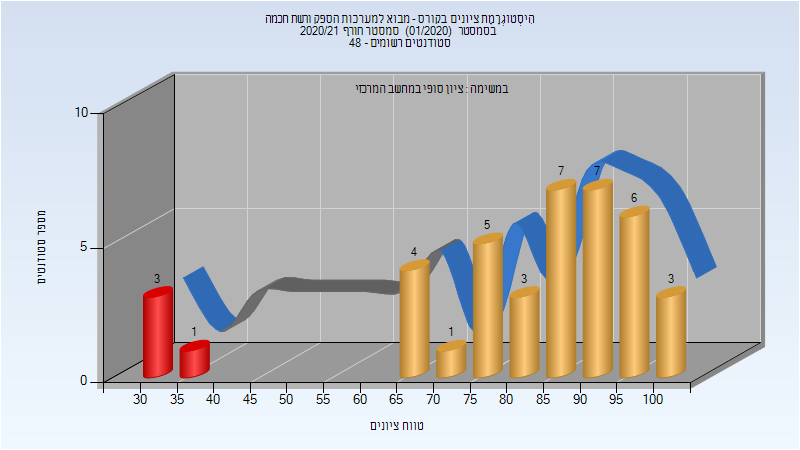 היסטוגרמת ציונים בקורס - מבוא למערכות הספק ורשת חכמה
בסמסטר (01/2020) סמסטר חורף 2020/21
סטודנטים רשומים - 48
במשימה : ציון סופי במחשב המרכזי
מספר סטודנטים
10
5
0
3
1
4
1
5
3
7
7
6
3
30 35 40 45 50 55 60 65 70 75 80 85 90 95 100
טווח ציונים